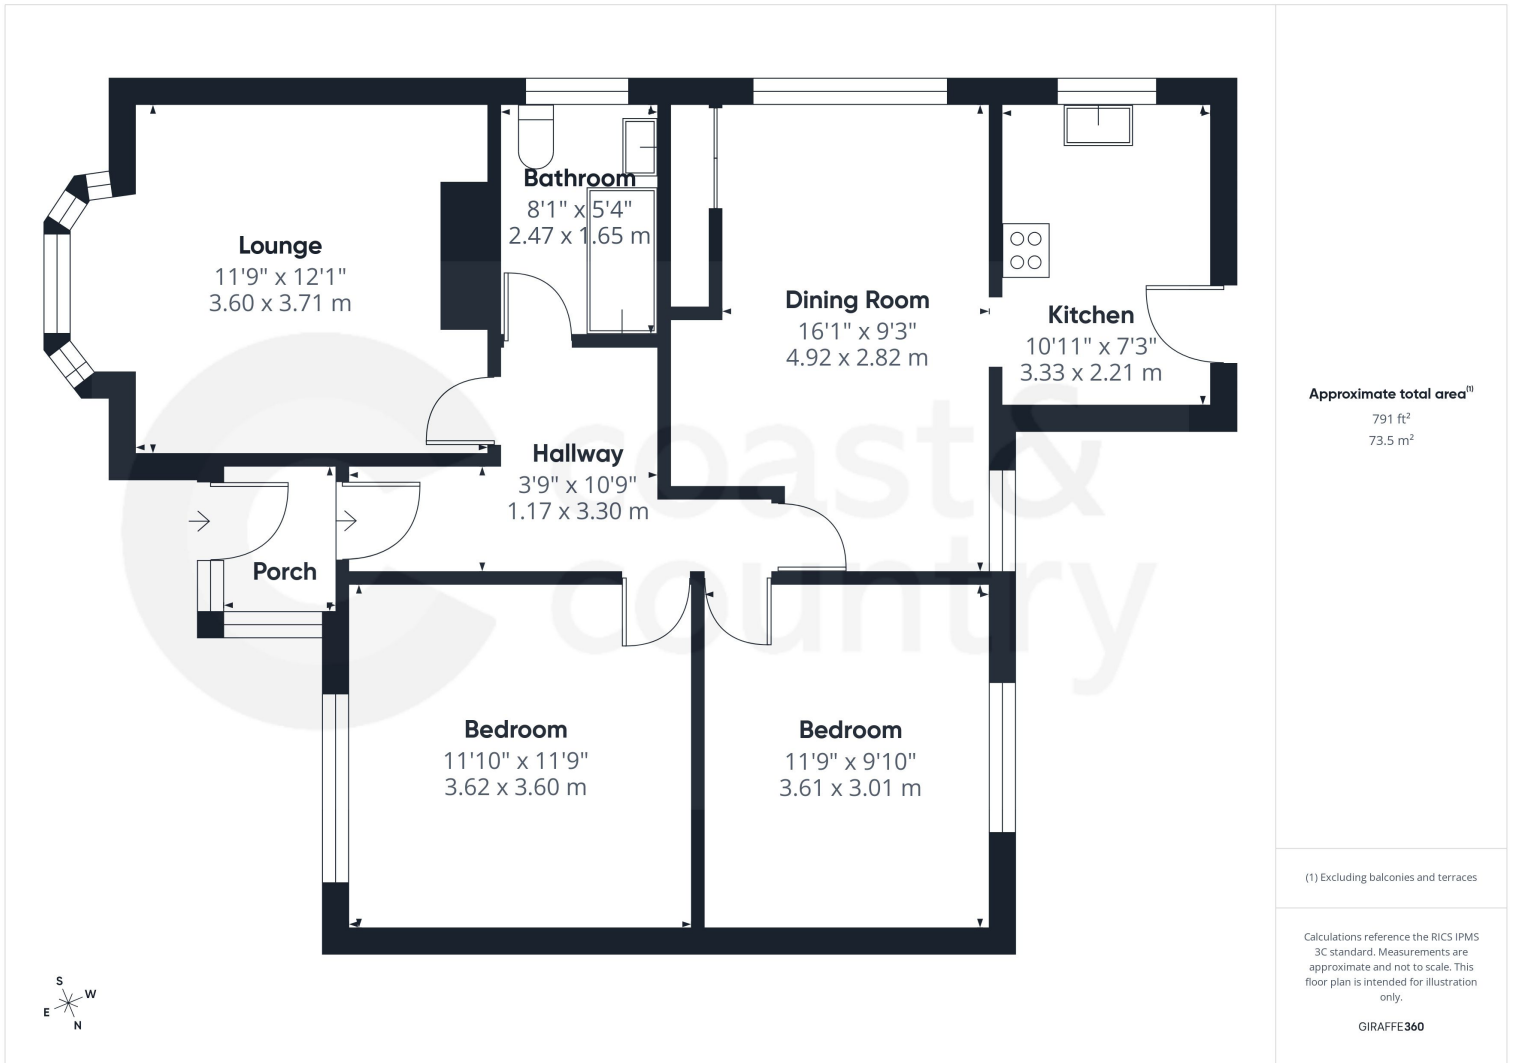 Lounge
11'9" x 12'1"
3.60 x 3.71 m
Bathroom
8'1" x 5'4"
2.47 x 1.65 m
Dining Room
16'1" x 9'3"
4.92 x 2.82 m
Kitchen
10'11" x 7'3"
3.33 x 2.21 m
Hallway
3'9" x 10'9"
1.17 x 3.30 m
Porch
Bedroom
11'10" x 11'9"
3.62 x 3.60 m
Bedroom
11'9" x 9'10"
3.61 x 3.01 m
coast &
country
S
W
E
N
Approximate total area(1)
791 ft²
73.5 m²
(1) Excluding balconies and terraces
Calculations reference the RICS IPMS
3C standard. Measurements are
approximate and not to scale. This
floor plan is intended for illustration
only.
GIRAFFE360